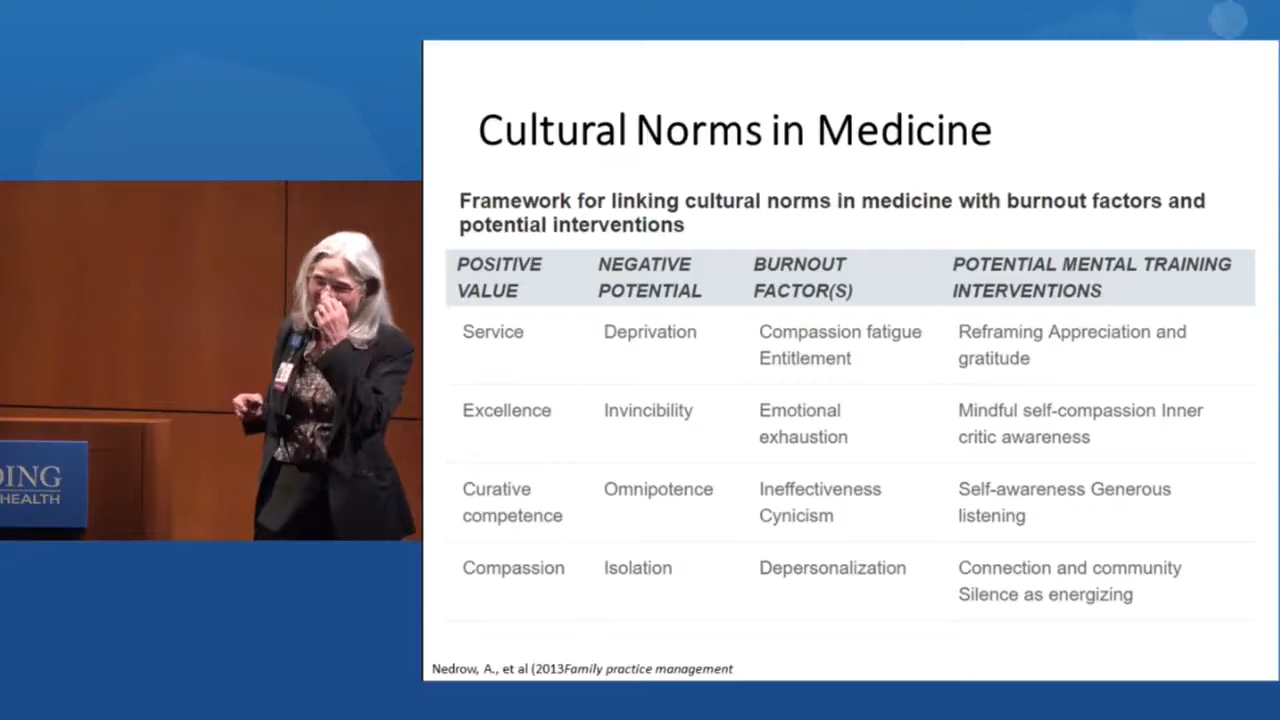 Cultural Norms in Medicine
Framework for linking cultural norms in medicine with burnout factors and
potential interventions
POSITIVE VALUE NEGATIVE POTENTIAL BURNOUT FACTOR(S) POTENTIAL MENTAL TRAINING INTERVENTIONS
Service Deprivation Compassion fatigue Reframing Appreciation and
Entitlement gratitude
Excellence Invincibility Emotional Mindful self-compassion Inner
exhaustion critic awareness
Curative Omnipotence Ineffectiveness Self-awareness Generous
competence Cynicism listening
Compassion Isolation Depersonalization Connection and community
Silence as energizing
Nedrow, A., et al (2013Family practice management
DING
HEALTH